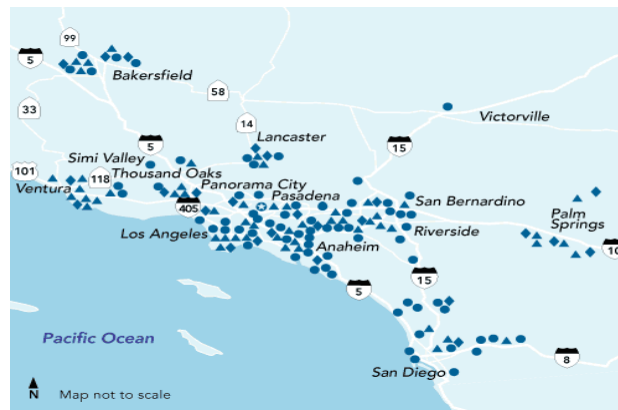 99
5
Bakersfield
58
33
14
Victorville
Lancaster
5
15
Simi Valley
101
118
Thousand Oaks
Panorama City
Ventura
Pasadena
San Bernardino
405
Palm
Springs
Los Angeles
Riverside
Anaheim
10
15
5
Pacific Ocean
8
San Diego
N
Map not to scale